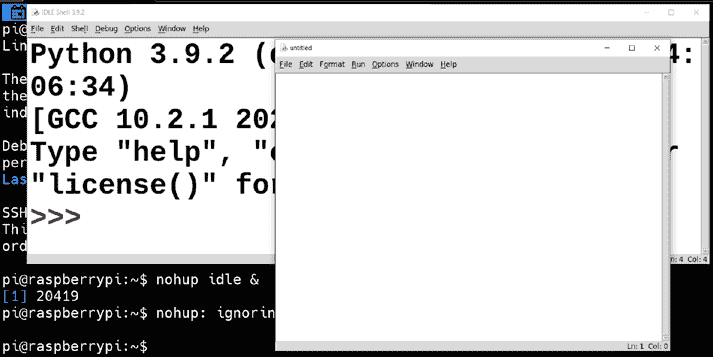 IDLE Shell 3.9.2
File Edit Shell Debug Options Window Help
Python 3.9.2 (
4:
06:34)
[GCC 10.2.1 202
Type "help", "
r
"license()" for
>>>
Ln: 4 Col: 4
untitled
File Edit Format Run Options Window Help
Ln: 1 Col: 0
pi@
Lin
The
the
ind
Deb
per
Las
SSH
Thi
ord
pi@raspberrypi:~$ nohup idle &
[1] 20419
pi@raspberrypi:~$ nohup: ignorin
pi@raspberrypi:~$